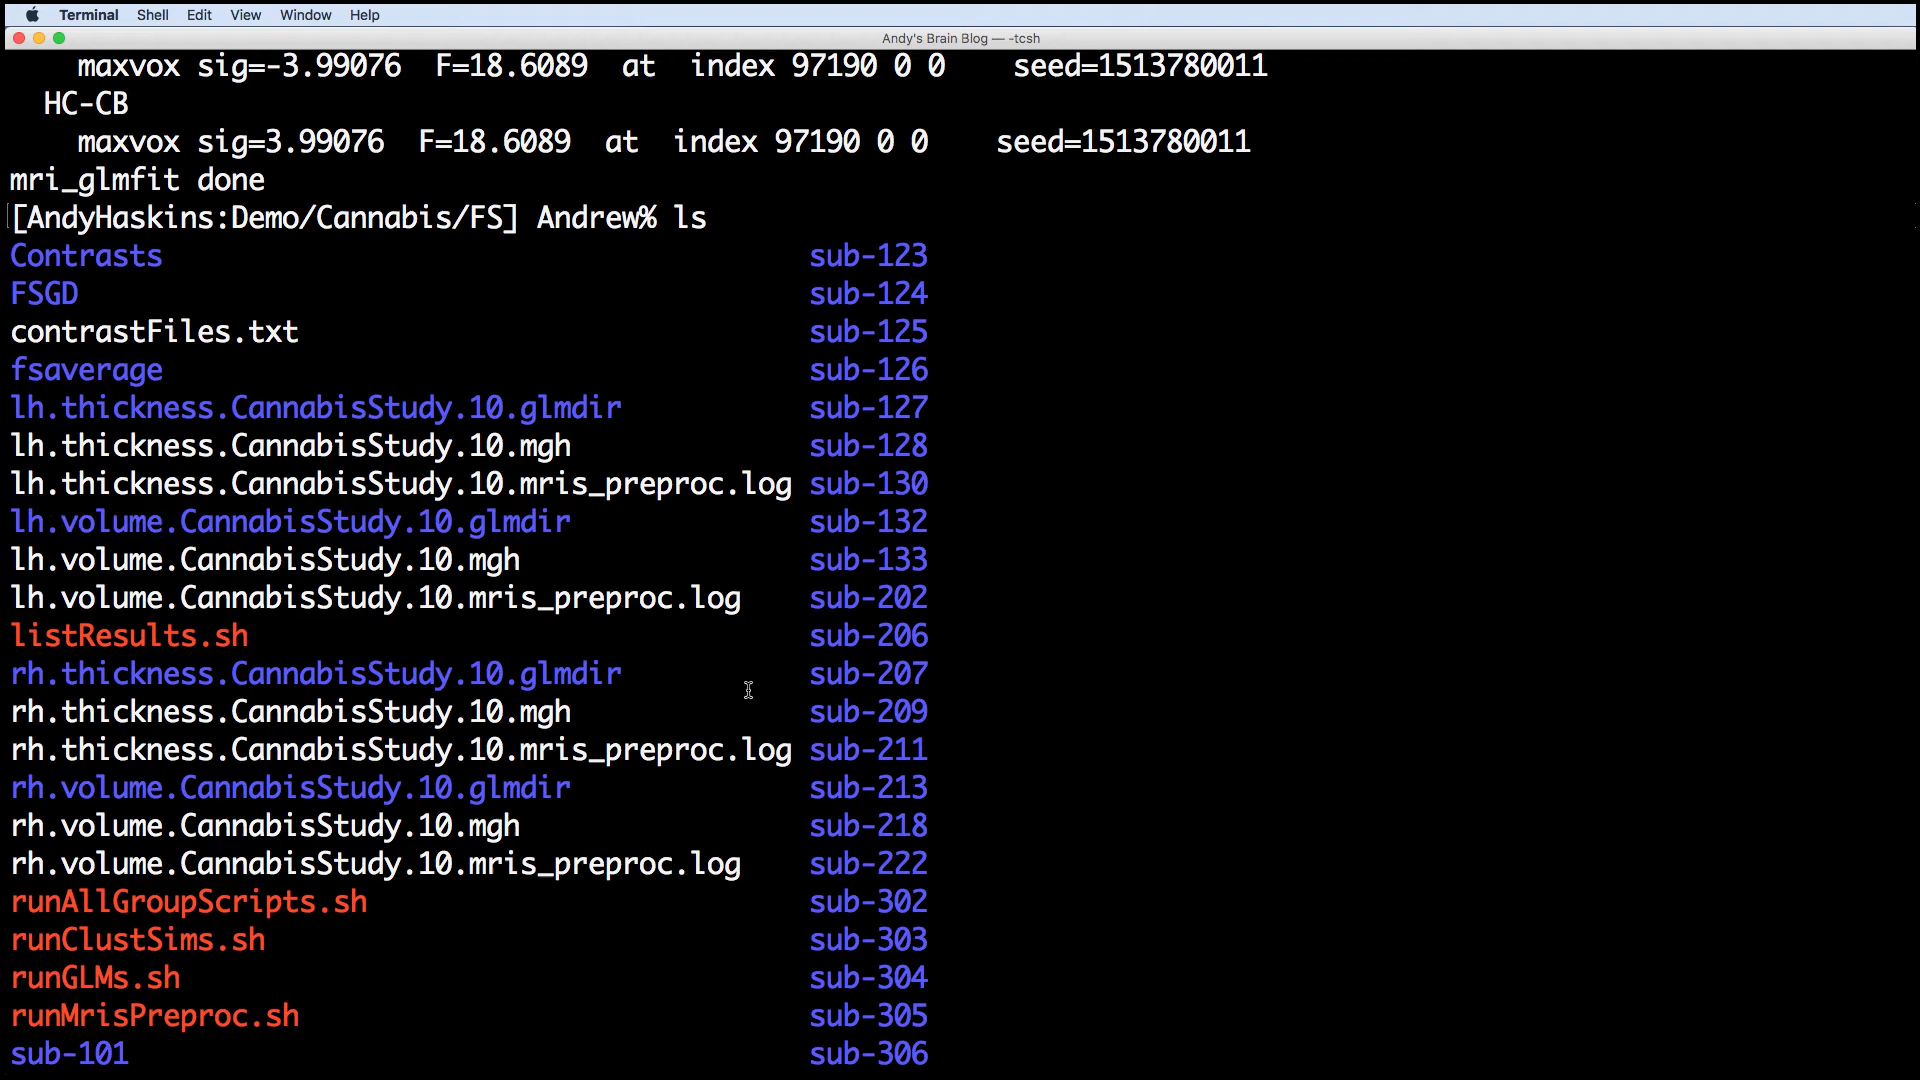 Terminal Shell Edit View Window Help
Andy's Brain Blog — -tcsh
maxvox sig=-3.99076 F=18.6089 at index 97190 0 0 seed=1513780011
HC-CB
maxvox sig=3.99076 F=18.6089 at index 97190 0 0 seed=1513780011
mri_glmfit done
[AndyHaskins:Demo/Cannabis/FS] Andrew% ls
Contrasts sub-123
FSGD sub-124
contrastFiles.txt sub-125
fsaverage sub-126
lh.thickness.CannabisStudy.10.glmdir sub-127
lh.thickness.CannabisStudy.10.mgh sub-128
lh.thickness.CannabisStudy.10.mris_preproc.log sub-130
lh.volume.CannabisStudy.10.glmdir sub-132
lh.volume.CannabisStudy.10.mgh sub-133
lh.volume.CannabisStudy.10.mris_preproc.log sub-202
listResults.sh sub-206
rh.thickness.CannabisStudy.10.glmdir sub-207
rh.thickness.CannabisStudy.10.mgh sub-209
rh.thickness.CannabisStudy.10.mris_preproc.log sub-211
rh.volume.CannabisStudy.10.glmdir sub-213
rh.volume.CannabisStudy.10.mgh sub-218
rh.volume.CannabisStudy.10.mris_preproc.log sub-222
runAllGroupScripts.sh sub-302
runClustSims.sh sub-303
runGLMs.sh sub-304
runMrisPreproc.sh sub-305
sub-101 sub-306